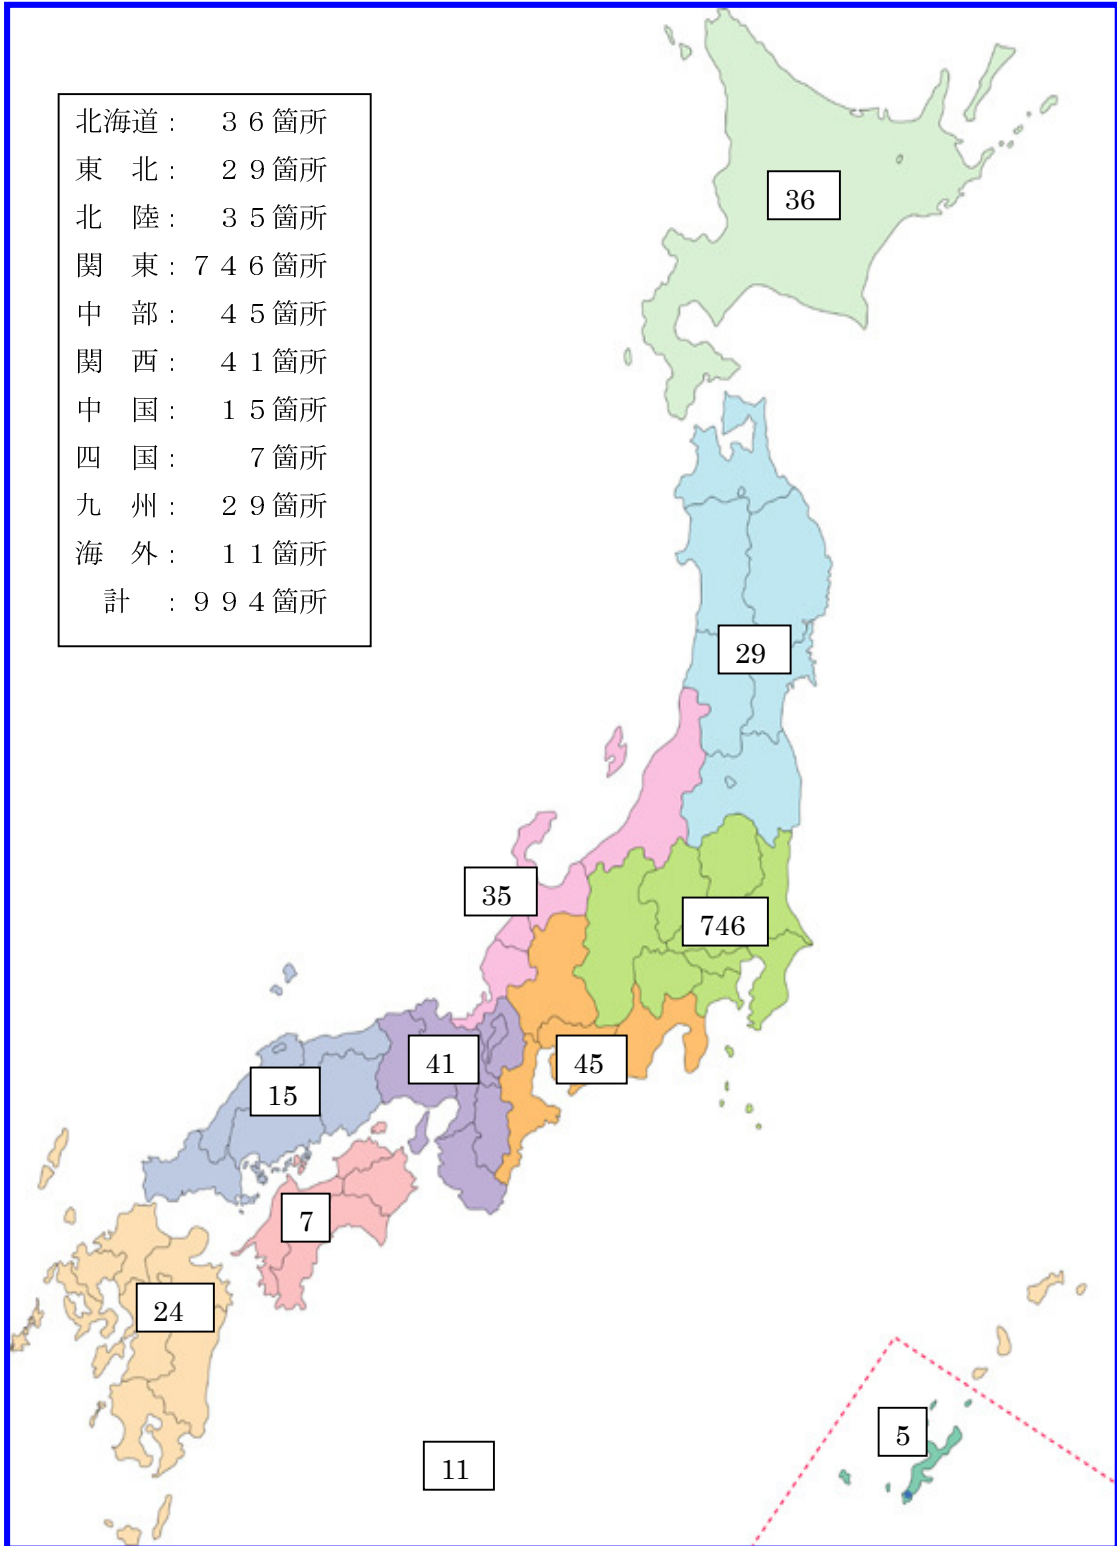 北海道：　３６箇所
東　北：　２９箇所
北　陸：　３５箇所
関　東：７４６箇所
中　部：　４５箇所
関　西：　４１箇所
中　国：　１５箇所
四　国：　　７箇所
九　州：　２９箇所
海　外：　１１箇所
　計　：９９４箇所
36
29
35
746
41
45
15
7
24
5
11